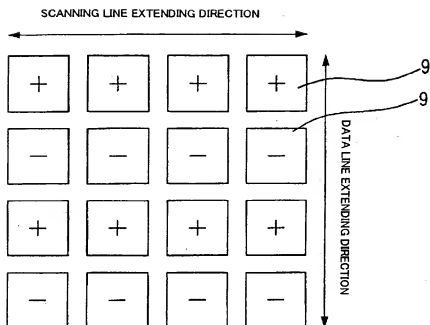 SCANNING LINE EXTENDING DIRECTION
+ + + +
9
9
— — — —
+ + + +
— — — —
DATA LINE EXTENDING DIRECTION